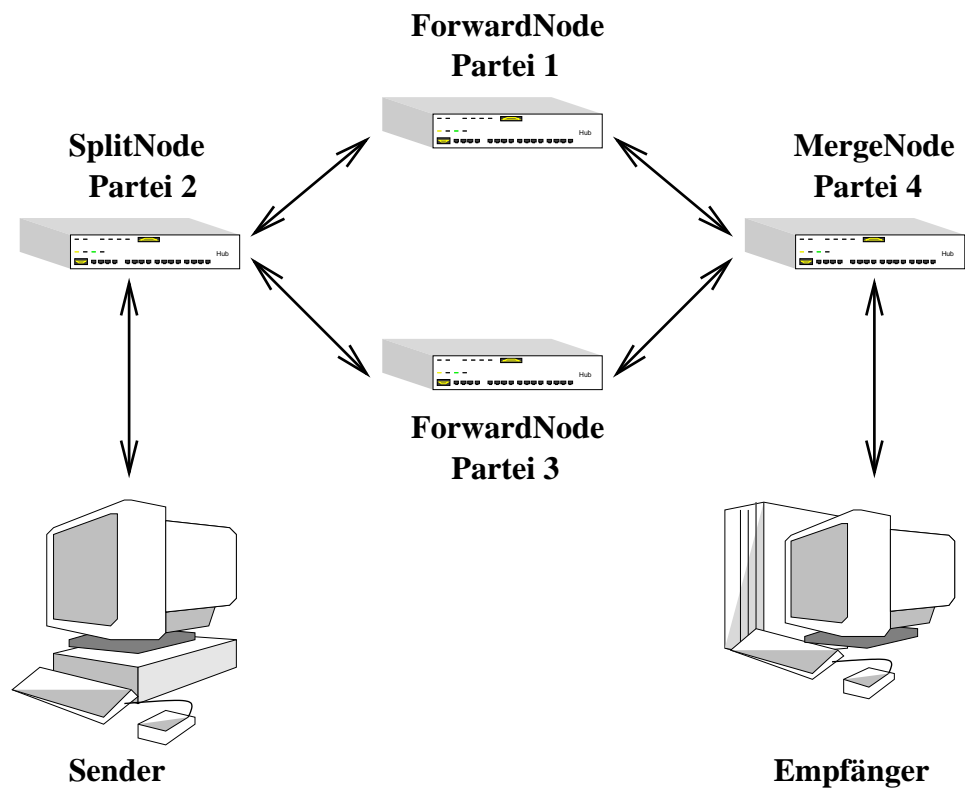 ForwardNode
Partei 1
Hub
SplitNode
Partei 2
Hub
MergeNode
Partei 4
Hub
Hub
ForwardNode
Partei 3
Sender
Empfänger